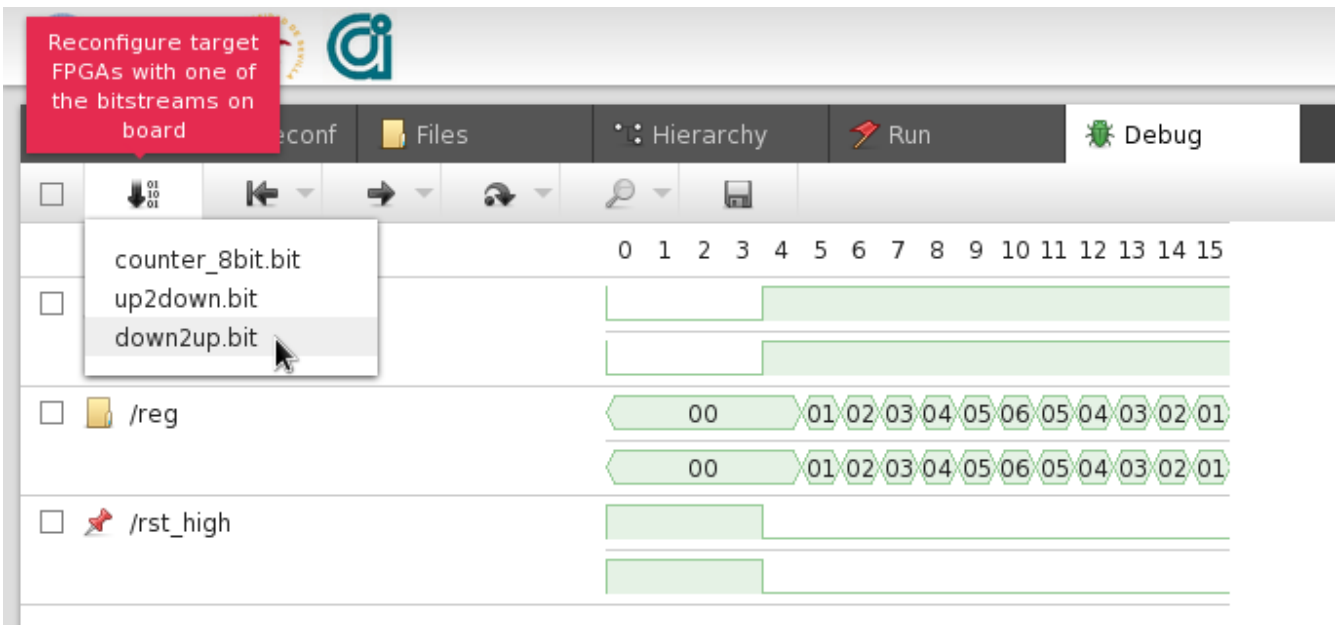 Reconfigure target
FPGAs with one of
the bitstreams on
board
econf
Files
Hierarchy
Run
Debug
01
10
01
0 1 2 3 4 5 6 7 8 9 10 11 12 13 14 15
counter_8bit.bit
up2down.bit
down2up.bit
/reg
00 01 02 03 04 05 06 05 04 03 02 01
00 01 02 03 04 05 06 05 04 03 02 01
/rst_high